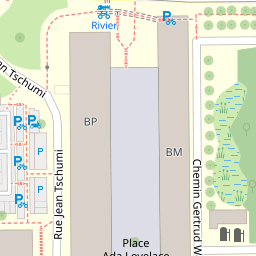 Rivier
Jean Tschumi
BP
BM
Rue Jean Tschumi
Chemin Gertrud W
Place
Ada Lovelace
P
P
P
P
P
P
P